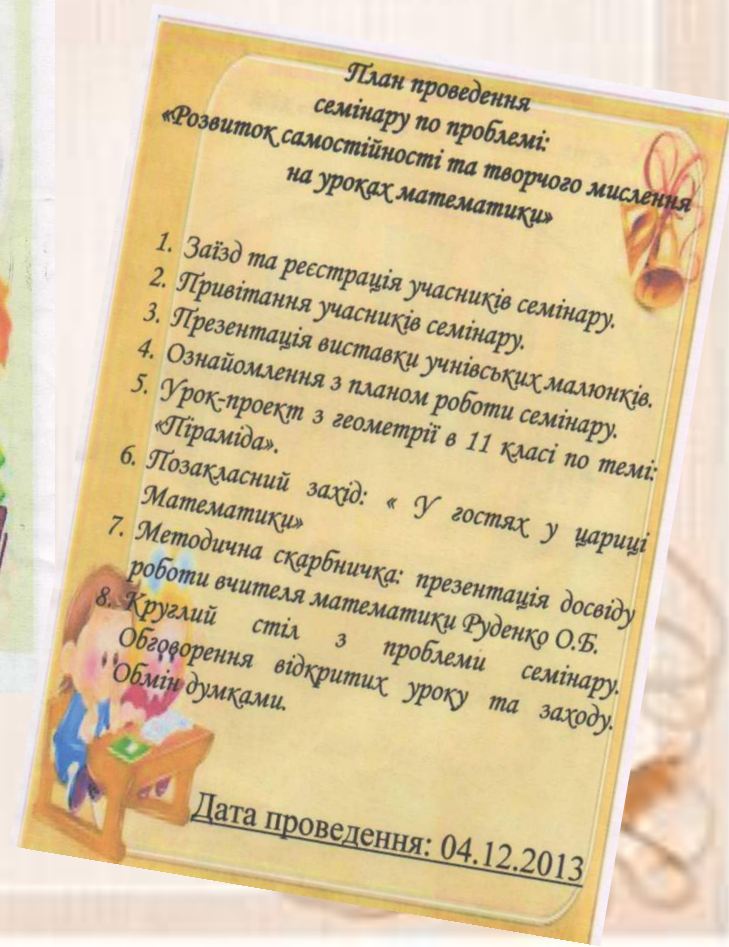 План проведення
семінару по проблемі:
«Розвиток самостійності та творчого мислення
на уроках математики»
1. Заїзд та реєстрація учасників семінару.
2. Привітання учасників семінару.
3. Презентація виставки учнівських малюнків.
4. Ознайомлення з планом роботи семінару.
5. Урок-проект з геометрії в 11 класі по темі:
«Піраміда».
6. Позакласний захід: « У гостях у цариці
Математики»
7. Методична скарбничка: презентація досвіду
роботи вчителя математики Руденко О.Б.
8. Круглий стіл з проблеми семінару.
Обговорення відкритих уроку та заходу.
Обмін думками.
Дата проведення: 04.12.2013